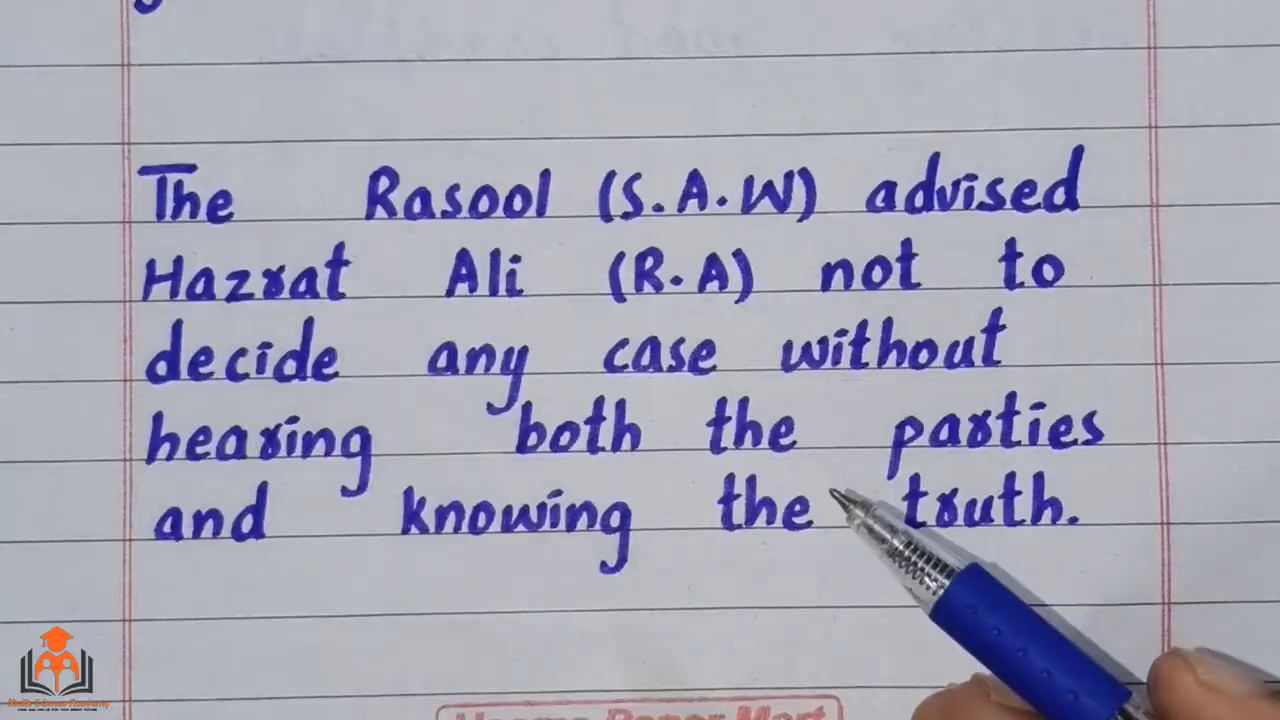 The Rasool (S.A.W) advised
Hazrat Ali (R.A) not to
decide any case without
hearing both the parties
and knowing the truth.